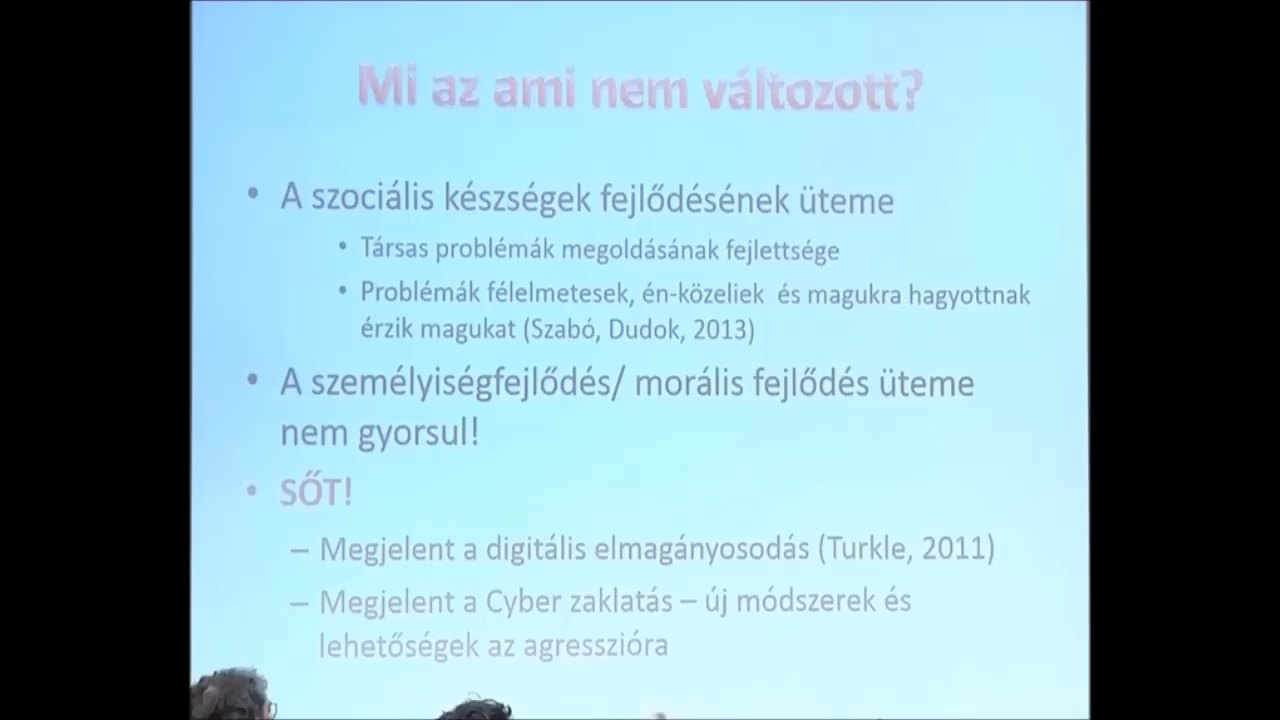 Mi az ami nem változott?
• A szociális készségek fejlődésének üteme
• Társas problémák megoldásának fejlettsége
• Problémák félelmetesek, én-közeliek és magukra hagyottnak
érzik magukat (Szabó, Dudok, 2013)
• A személyiségfejlődés/ morális fejlődés üteme
nem gyorsul!
• SŐT!
– Megjelent a digitális elmagányosodás (Turkle, 2011)
– Megjelent a Cyber zaklatás – új módszerek és
lehetőségek az agresszióra